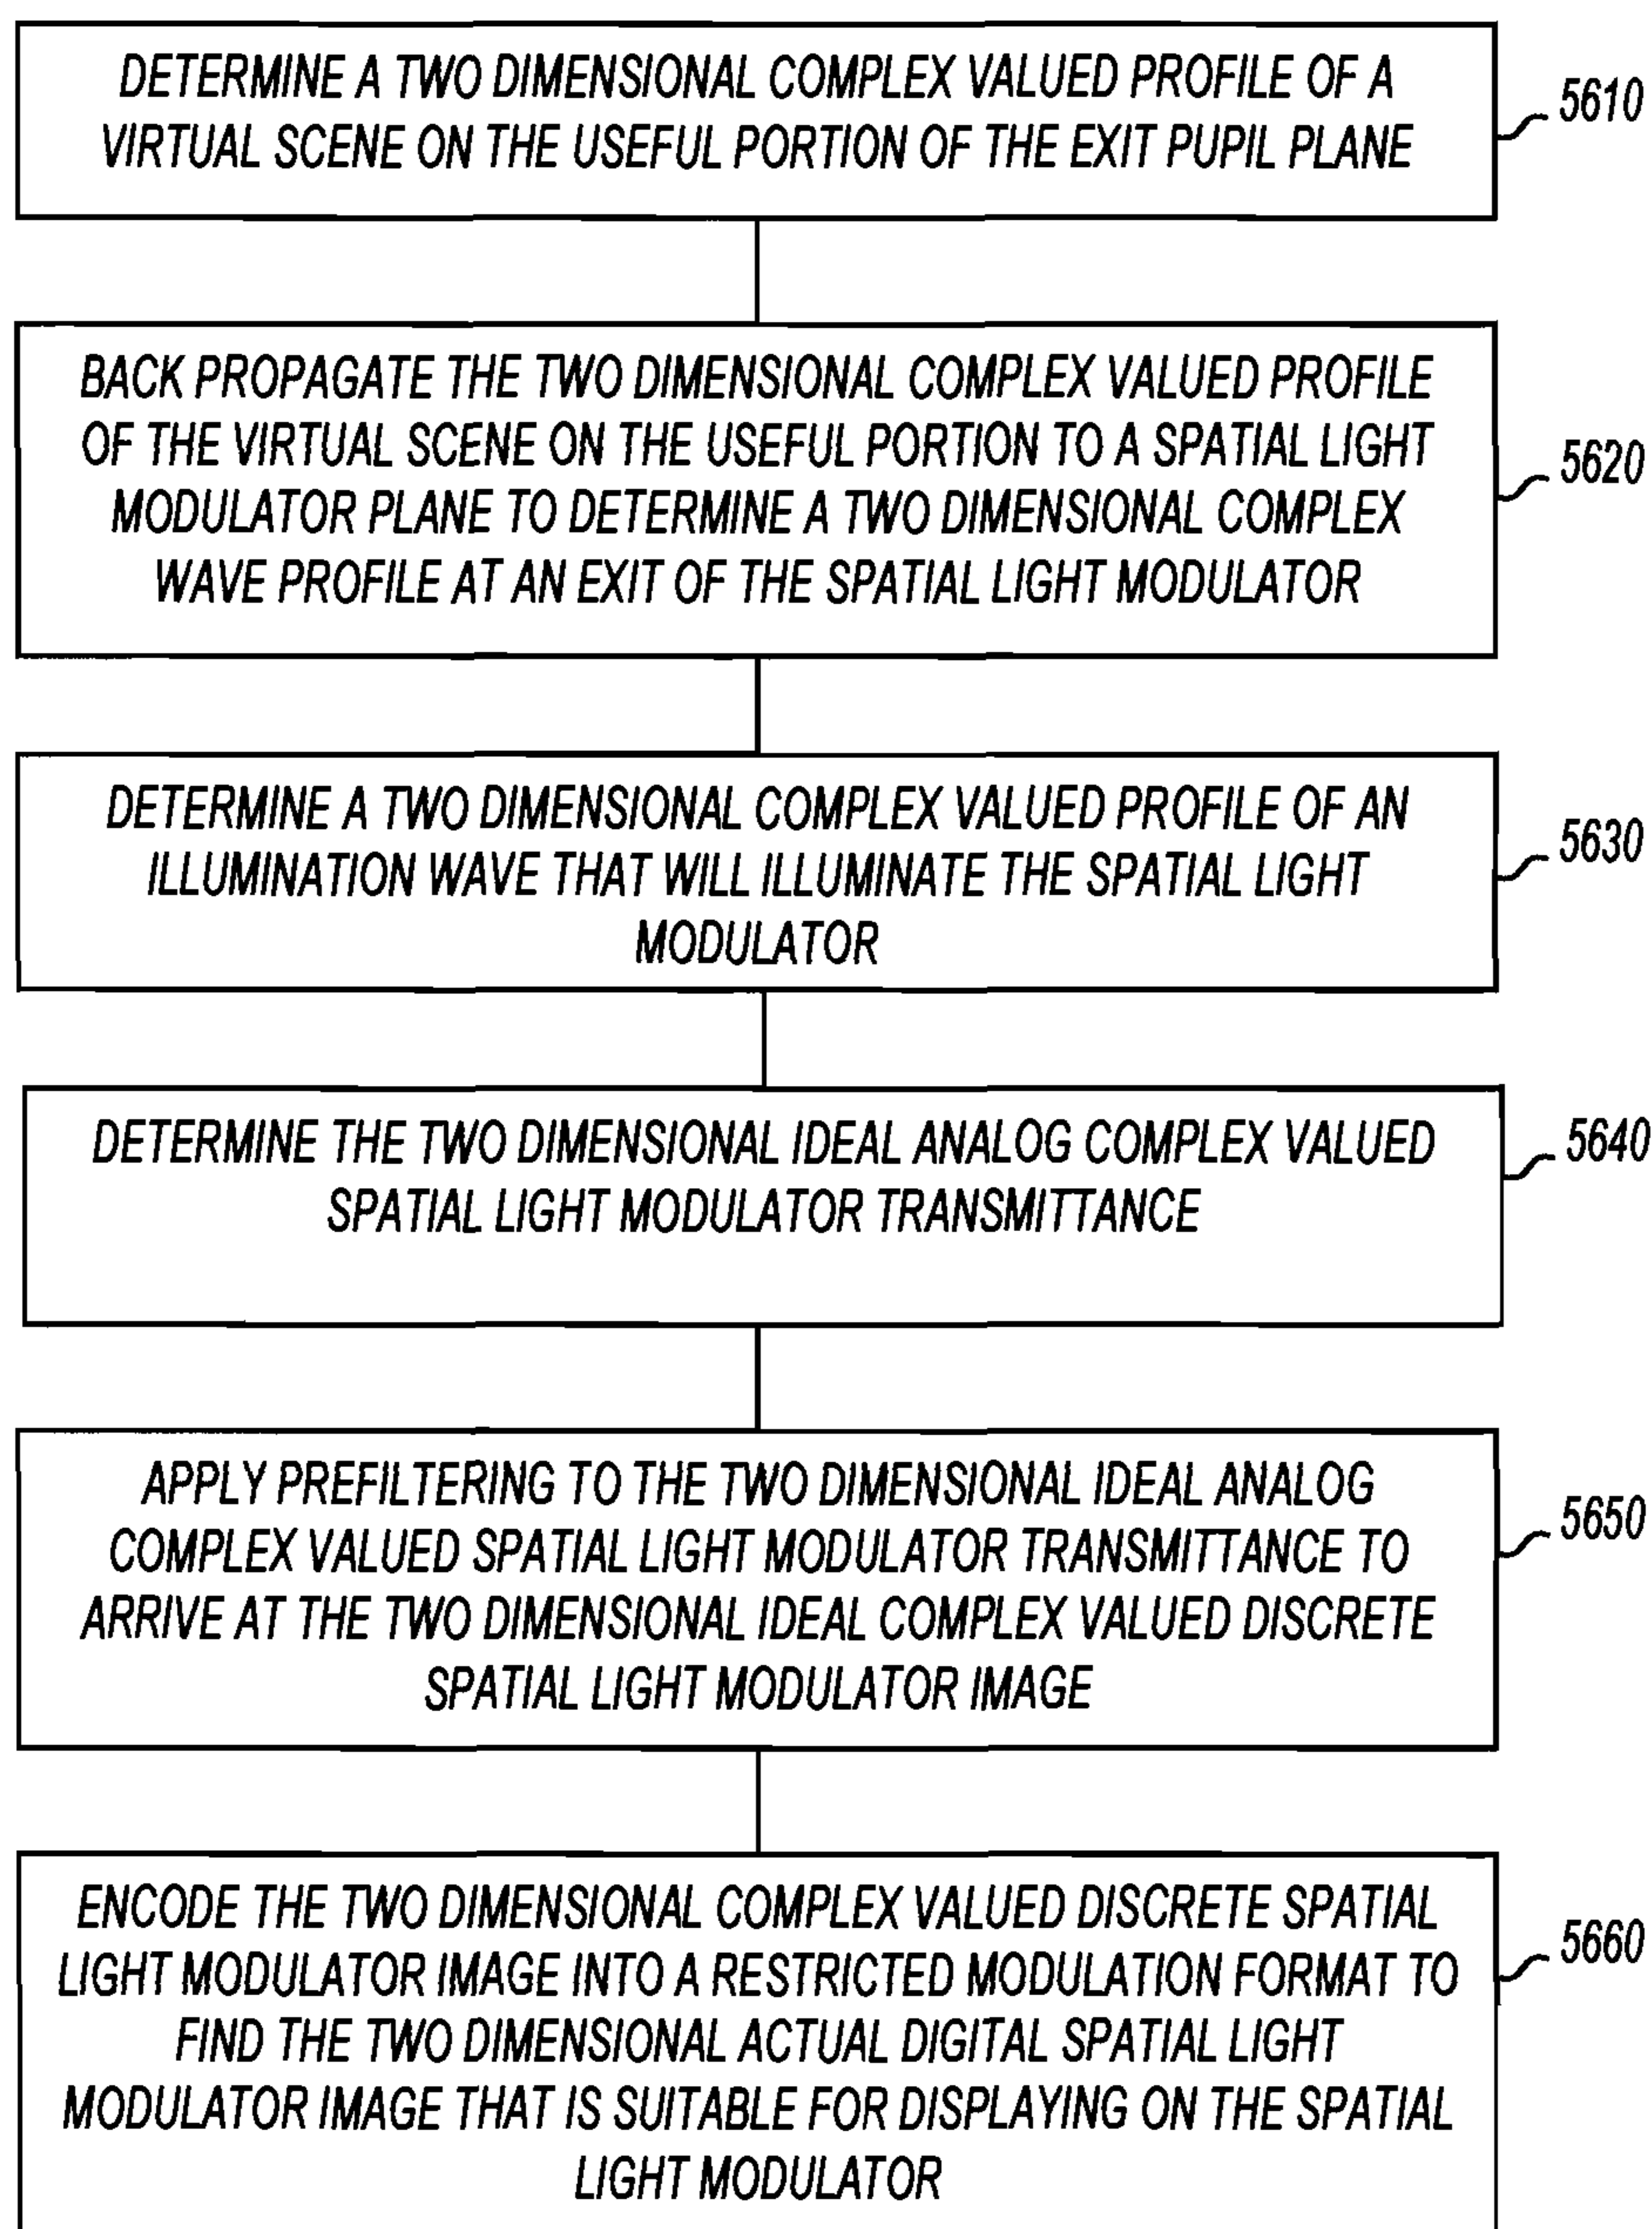 DETERMINE A TWO DIMENSIONAL COMPLEX VALUED PROFILE OF A
VIRTUAL SCENE ON THE USEFUL PORTION OF THE EXIT PUPIL PLANE
5610
BACK PROPAGATE THE TWO DIMENSIONAL COMPLEX VALUED PROFILE
OF THE VIRTUAL SCENE ON THE USEFUL PORTION TO A SPATIAL LIGHT
MODULATOR PLANE TO DETERMINE A TWO DIMENSIONAL COMPLEX
WAVE PROFILE AT AN EXIT OF THE SPATIAL LIGHT MODULATOR
5620
DETERMINE A TWO DIMENSIONAL COMPLEX VALUED PROFILE OF AN
ILLUMINATION WAVE THAT WILL ILLUMINATE THE SPATIAL LIGHT
MODULATOR
5630
DETERMINE THE TWO DIMENSIONAL IDEAL ANALOG COMPLEX VALUED
SPATIAL LIGHT MODULATOR TRANSMITTANCE
5640
APPLY PREFILTERING TO THE TWO DIMENSIONAL IDEAL ANALOG
COMPLEX VALUED SPATIAL LIGHT MODULATOR TRANSMITTANCE TO
ARRIVE AT THE TWO DIMENSIONAL IDEAL COMPLEX VALUED DISCRETE
SPATIAL LIGHT MODULATOR IMAGE
5650
ENCODE THE TWO DIMENSIONAL COMPLEX VALUED DISCRETE SPATIAL
LIGHT MODULATOR IMAGE INTO A RESTRICTED MODULATION FORMAT TO
FIND THE TWO DIMENSIONAL ACTUAL DIGITAL SPATIAL LIGHT
MODULATOR IMAGE THAT IS SUITABLE FOR DISPLAYING ON THE SPATIAL
LIGHT MODULATOR
5660